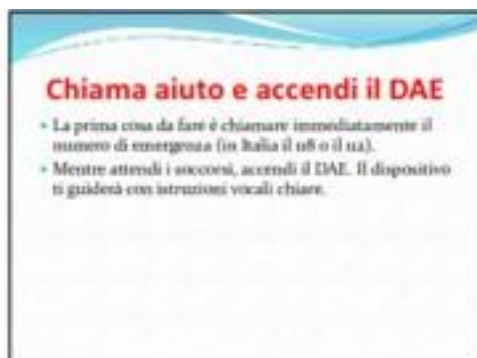 Chiama aiuto e accendi il DAE
• La prima cosa da fare è chiamare immediatamente il
numero di emergenza (in Italia il 118 o il 112).
• Mentre attendi i soccorsi, accendi il DAE. Il dispositivo
ti guiderà con istruzioni vocali chiare.